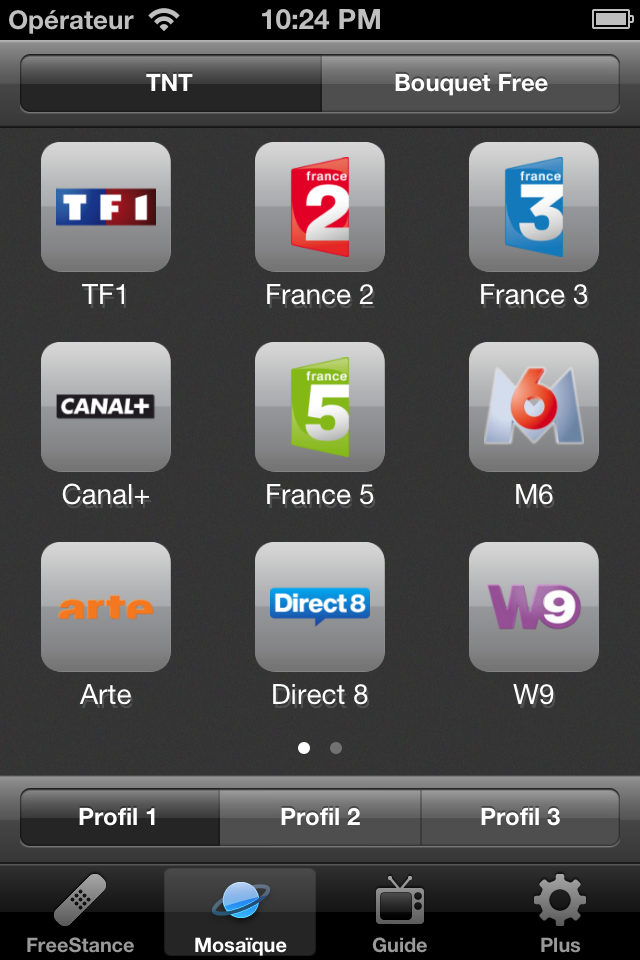 Opérateur 10:24 PM
TNT Bouquet Free
TF1 france 2 france 3
TF1 France 2 France 3
CANAL+ france 5 M6
Canal+ France 5 M6
arte Direct 8 W9
Arte Direct 8 W9
Profil 1 Profil 2 Profil 3
FreeStance Mosaïque Guide Plus